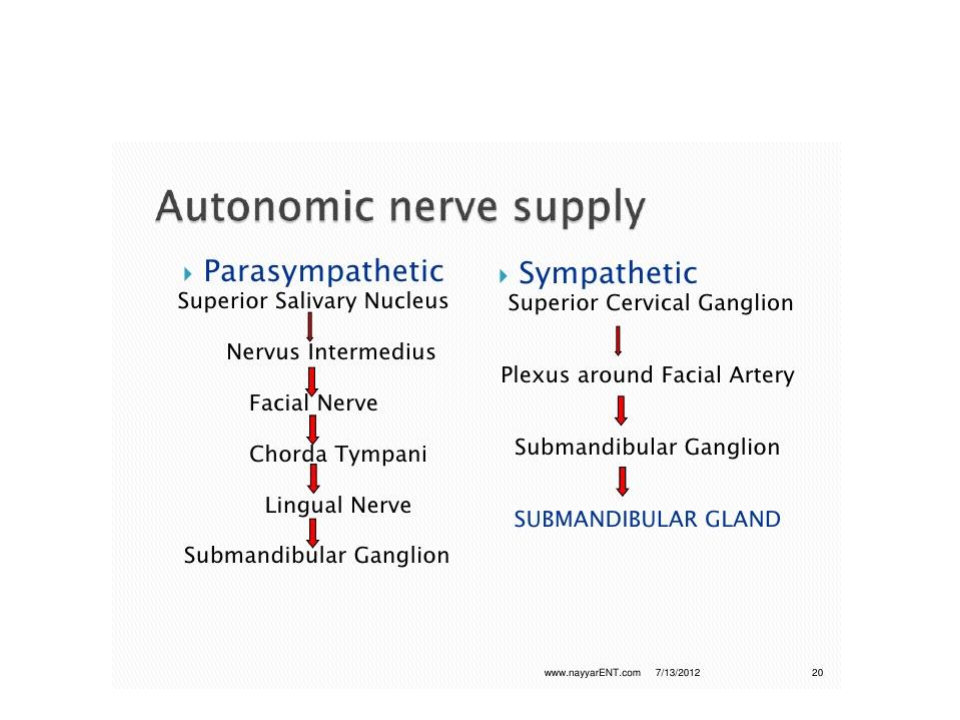 Autonomic nerve supply
Parasympathetic
Superior Salivary Nucleus
Nervus Intermedius
Facial Nerve
Chorda Tympani
Lingual Nerve
Submandibular Ganglion
Sympathetic
Superior Cervical Ganglion
Plexus around Facial Artery
Submandibular Ganglion
SUBMANDIBULAR GLAND
www.nayyarENT.com 7/13/2012 20